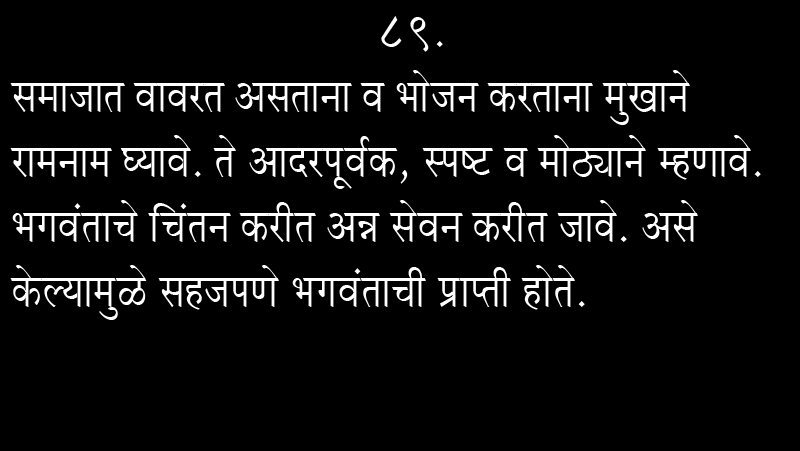 ८९.
समाजात वावरत असताना व भोजन करताना मुखाने
रामनाम घ्यावे. ते आदरपूर्वक, स्पष्ट व मोठ्याने म्हणावे.
भगवंताचे चिंतन करीत अन्न सेवन करीत जावे. असे
केल्यामुळे सहजपणे भगवंताची प्राप्ती होते.